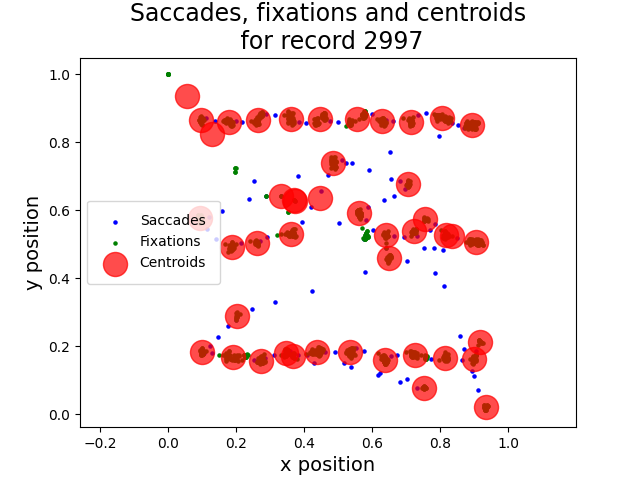 Saccades, fixations and centroids
for record 2997
1.0
0.8
0.6
0.4
0.2
0.0
y position
Saccades
Fixations
Centroids
−0.2
0.0
0.2
0.4
0.6
0.8
1.0
x position